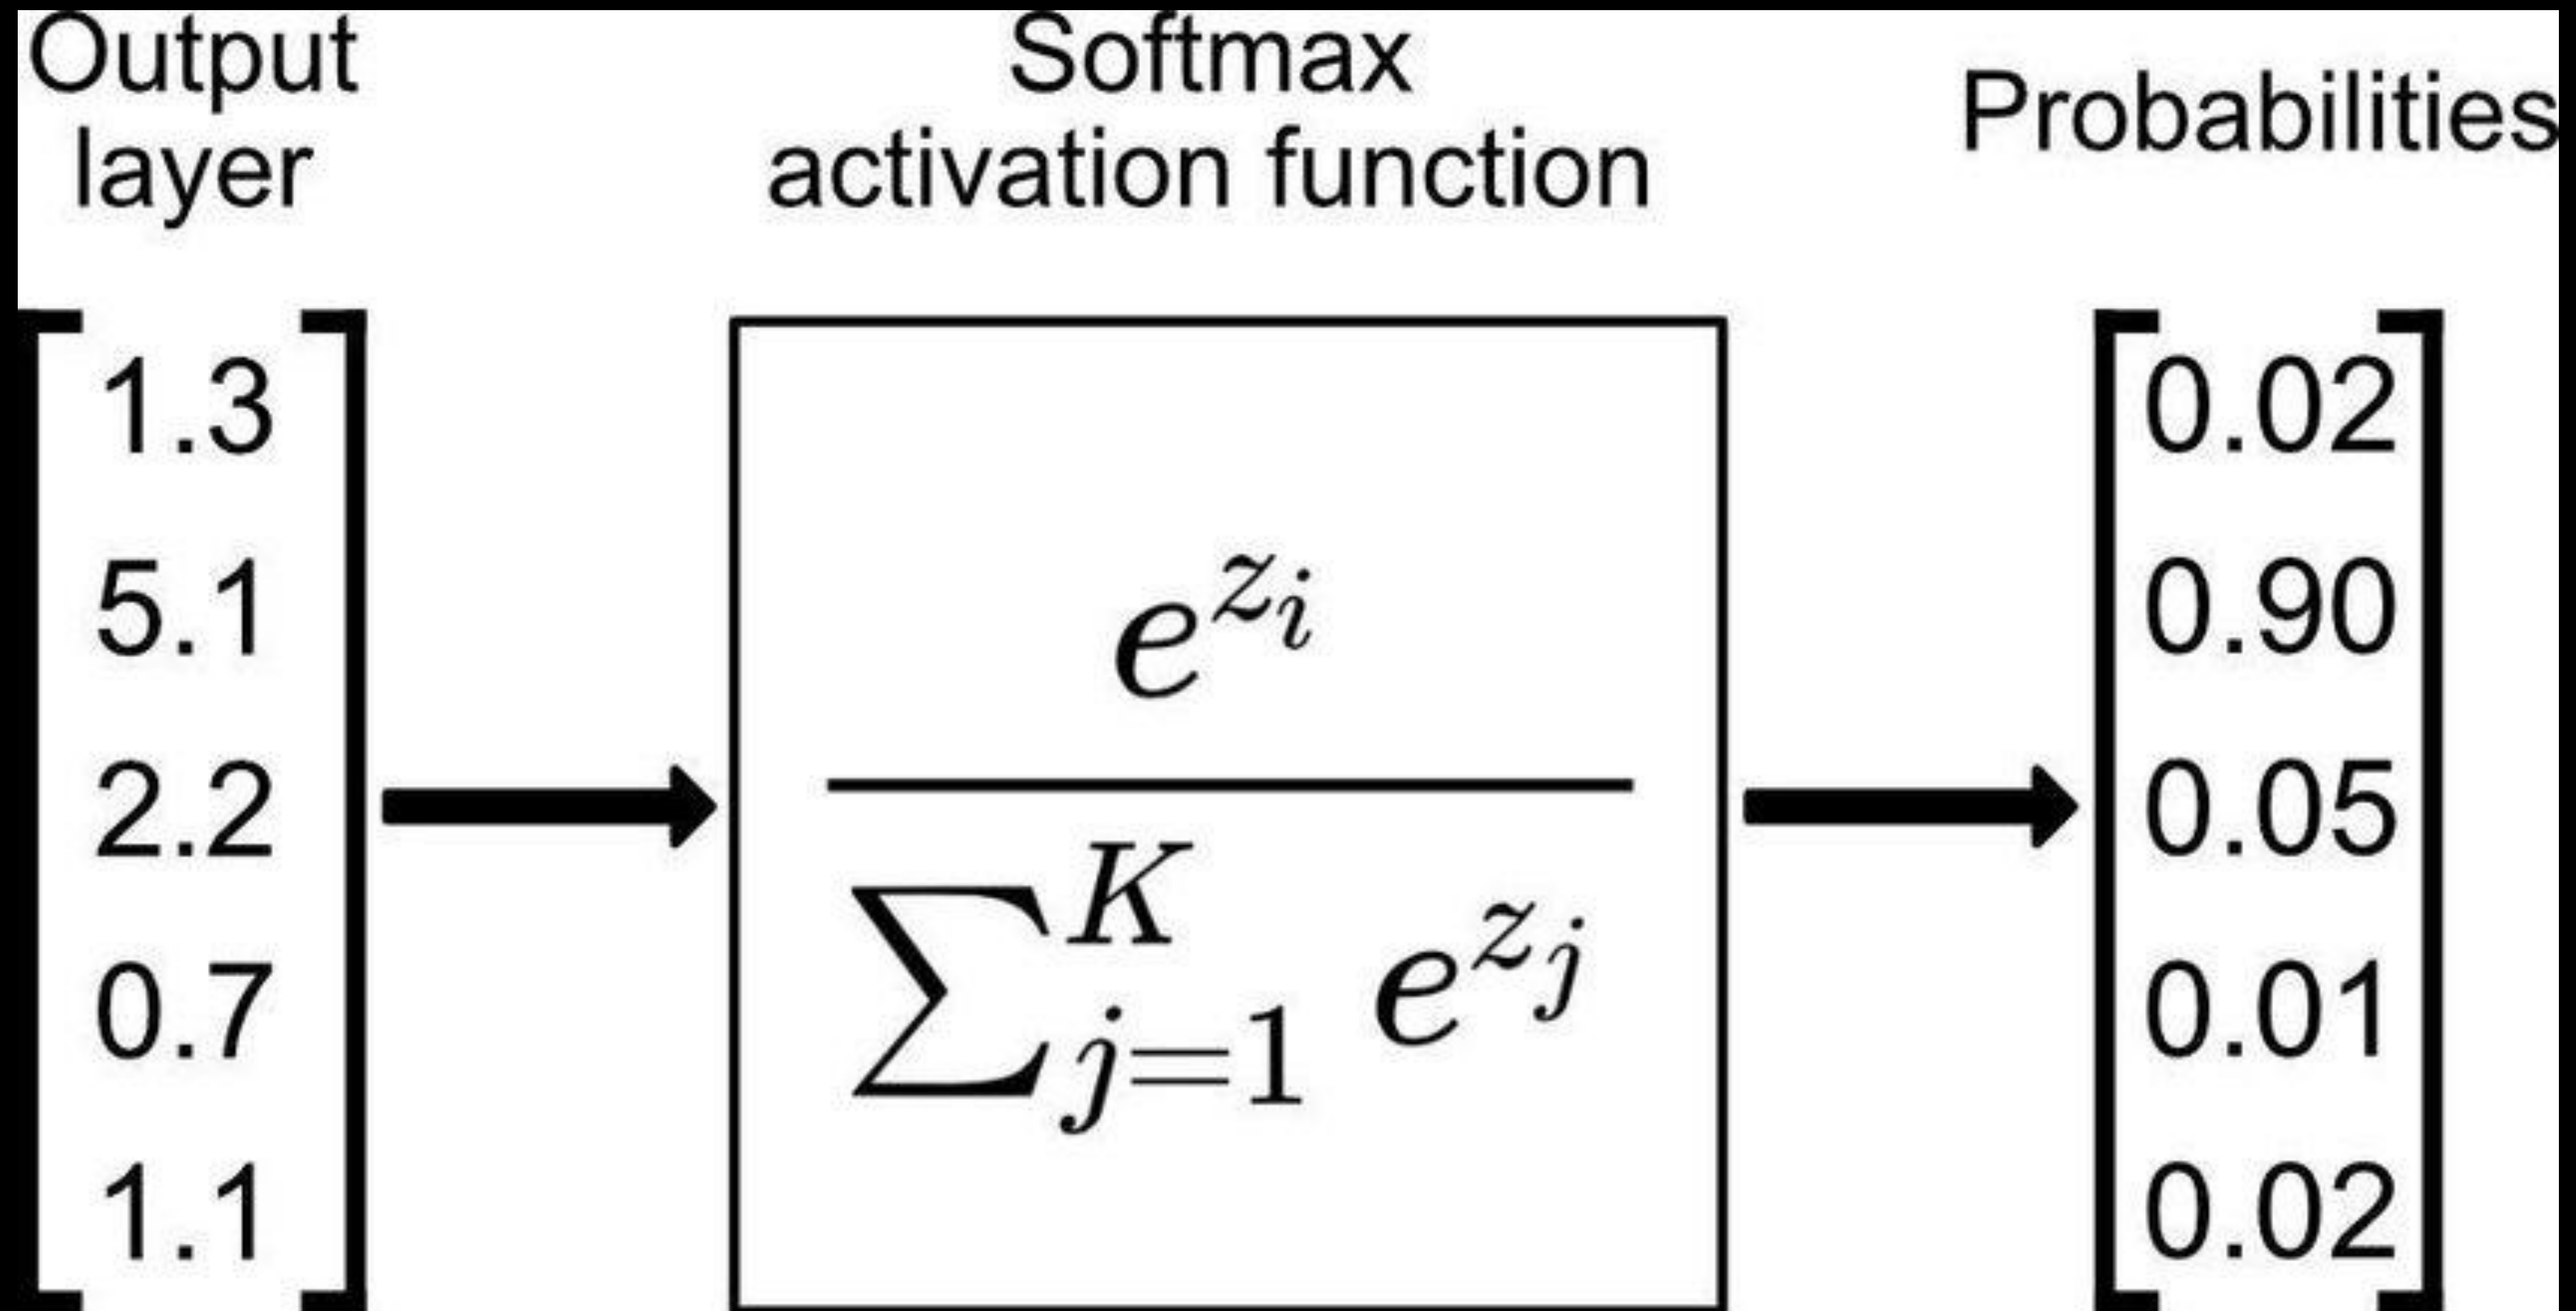 Output
layer
Softmax
activation function
Probabilities
1.3
5.1
2.2
0.7
1.1
e^{z_i}
∑_{j=1}^{K} e^{z_j}
0.02
0.90
0.05
0.01
0.02